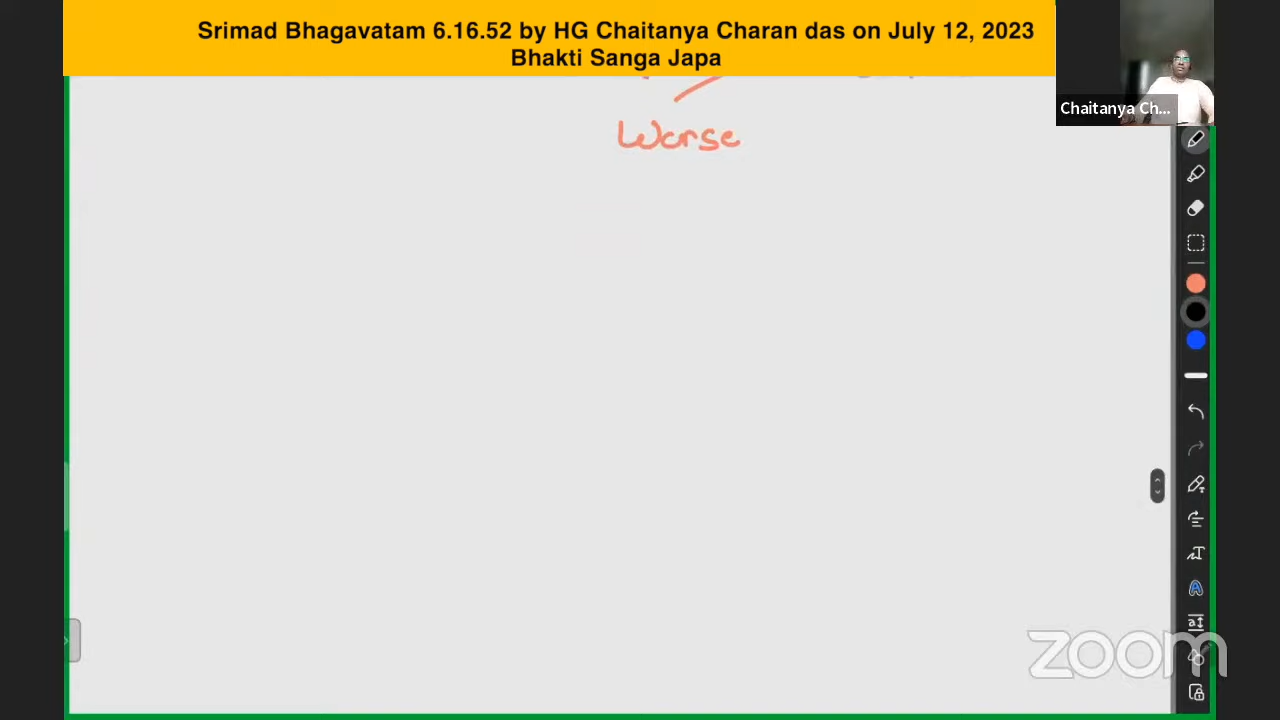 Srimad Bhagavatam 6.16.52 by HG Chaitanya Charan das on July 12, 2023
Bhakti Sanga Japa
Chaitanya Ch...
Worse
zoom